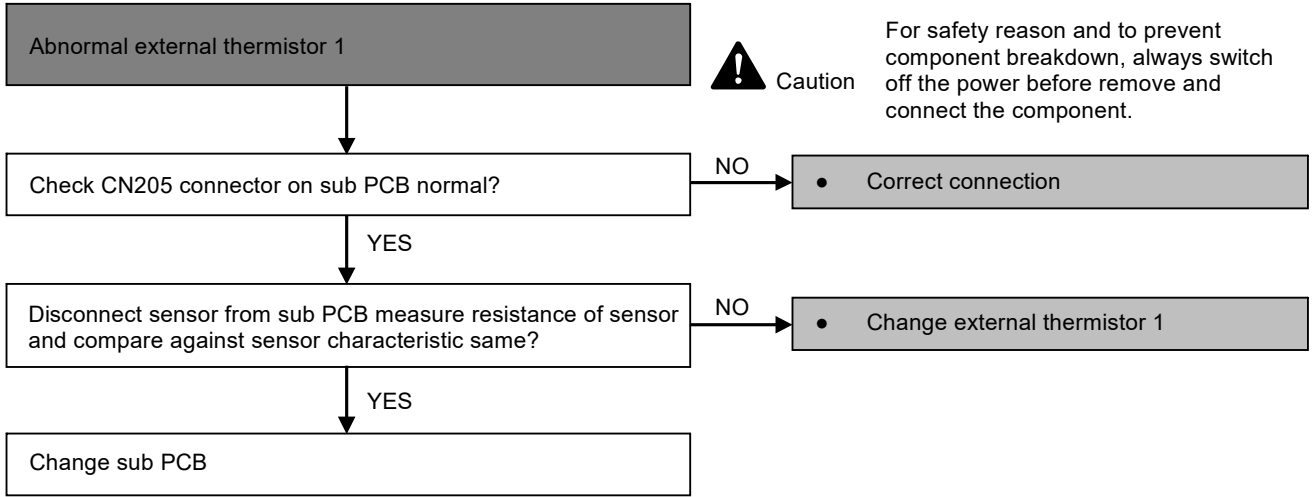 Abnormal external thermistor 1
Caution
For safety reason and to prevent
component breakdown, always switch
off the power before remove and
connect the component.
Check CN205 connector on sub PCB normal?
NO
● Correct connection
YES
Disconnect sensor from sub PCB measure resistance of sensor
and compare against sensor characteristic same?
NO
● Change external thermistor 1
YES
Change sub PCB